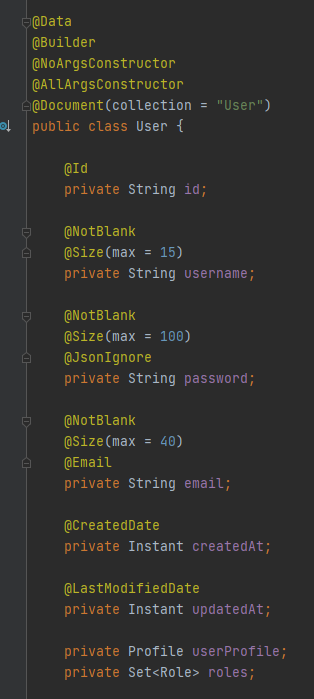 @Data
@Builder
@NoArgsConstructor
@AllArgsConstructor
@Document(collection = "User")
public class User {
@Id
private String id;
@NotBlank
@Size(max = 15)
private String username;
@NotBlank
@Size(max = 100)
@JsonIgnore
private String password;
@NotBlank
@Size(max = 40)
@Email
private String email;
@CreatedDate
private Instant createdAt;
@LastModifiedDate
private Instant updatedAt;
private Profile userProfile;
private Set<Role> roles;